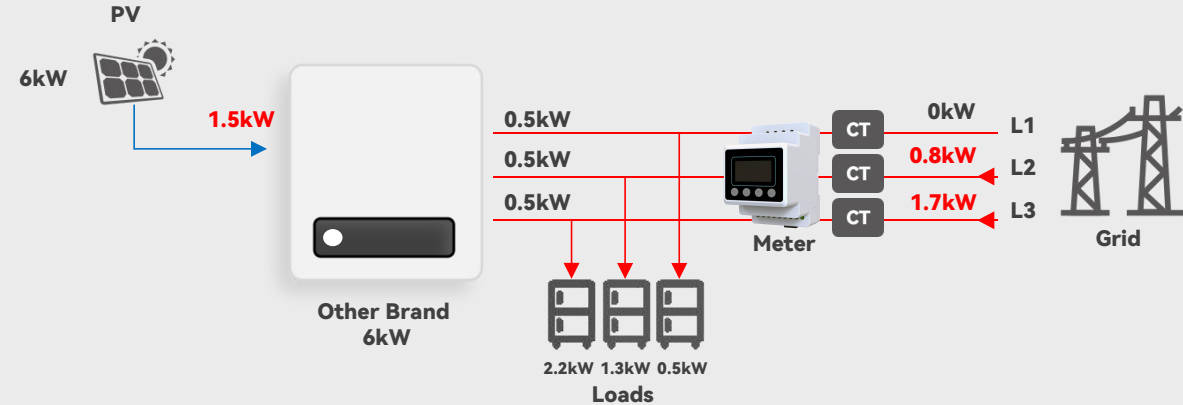 PV
6kW
1.5kW
0.5kW
0.5kW
0.5kW
Other Brand
6kW
2.2kW 1.3kW 0.5kW
Loads
Meter
CT
CT
CT
0kW
0.8kW
1.7kW
L1
L2
L3
Grid